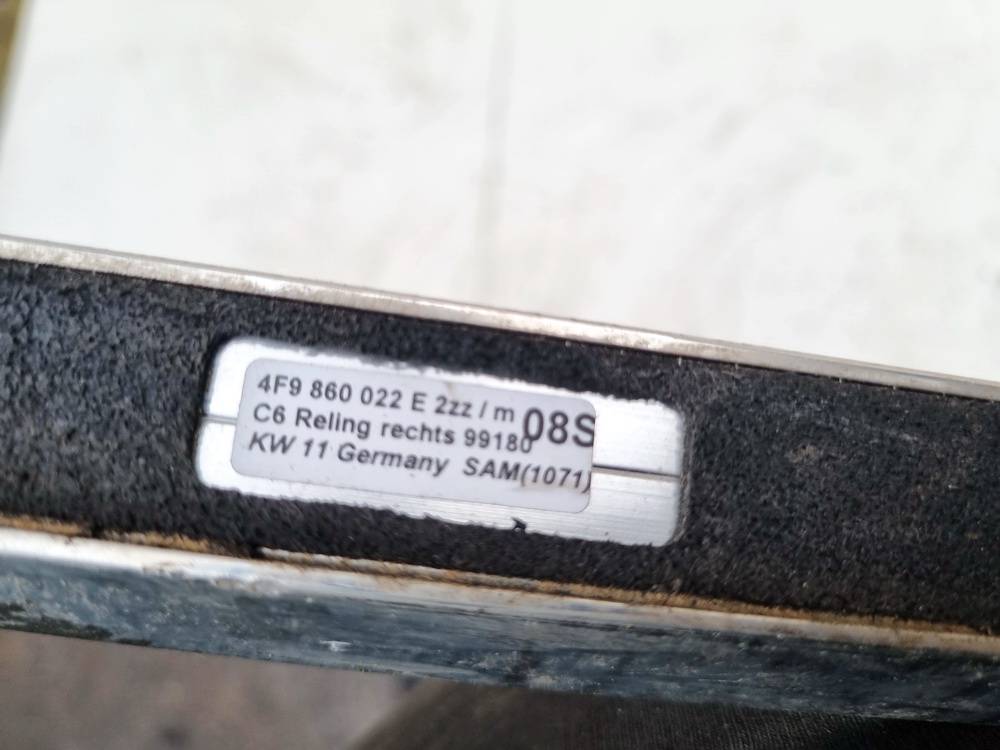 4F9 860 022 E 2zz / m 08S
C6 Reling rechts 99180
KW 11 Germany SAM(1071)